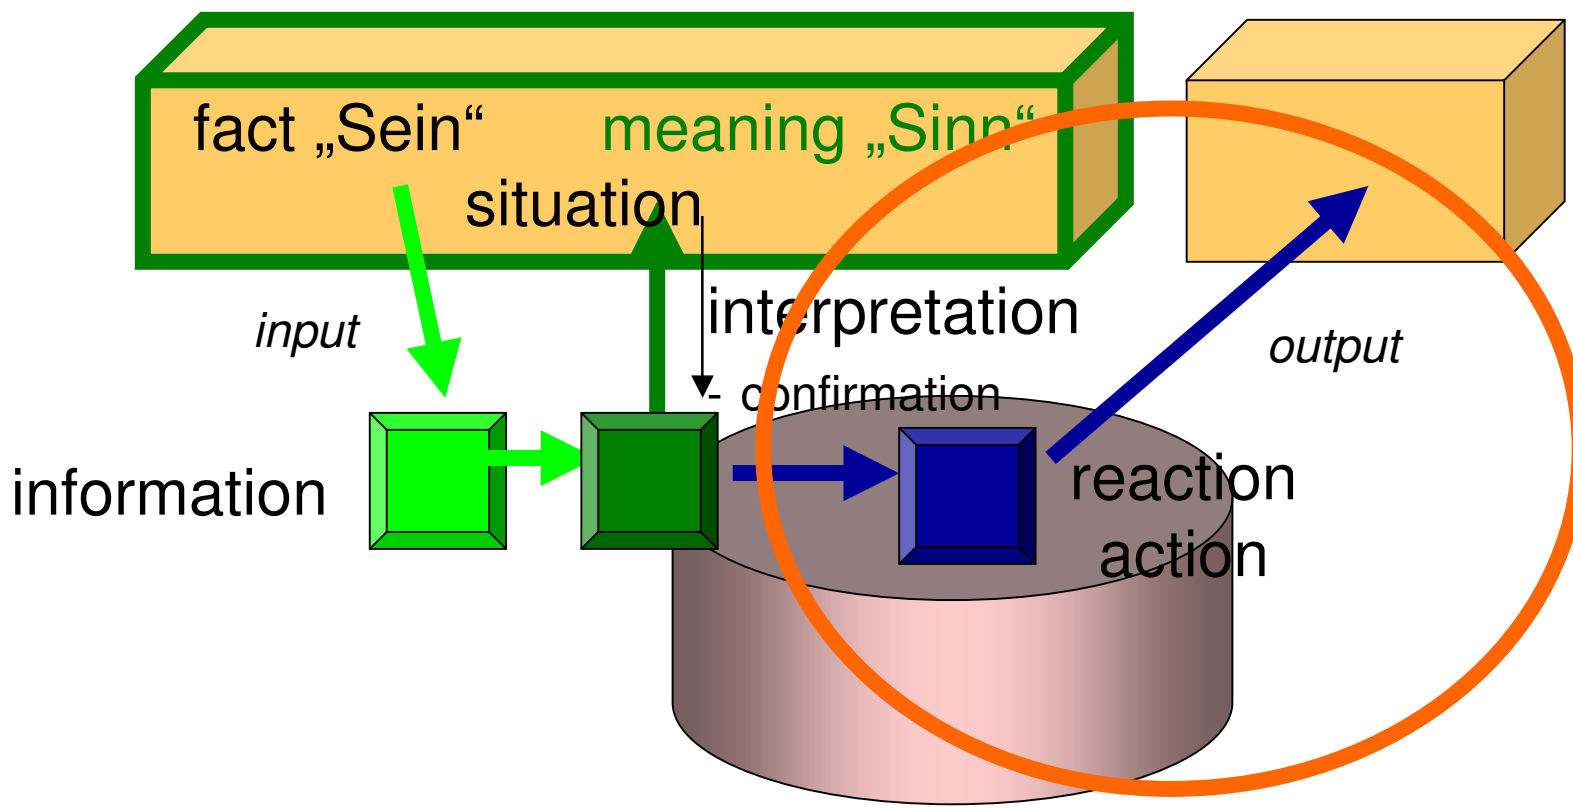 fact „Sein“ meaning „Sinn“
situation
interpretation
input
output
- confirmation
information
reaction
action